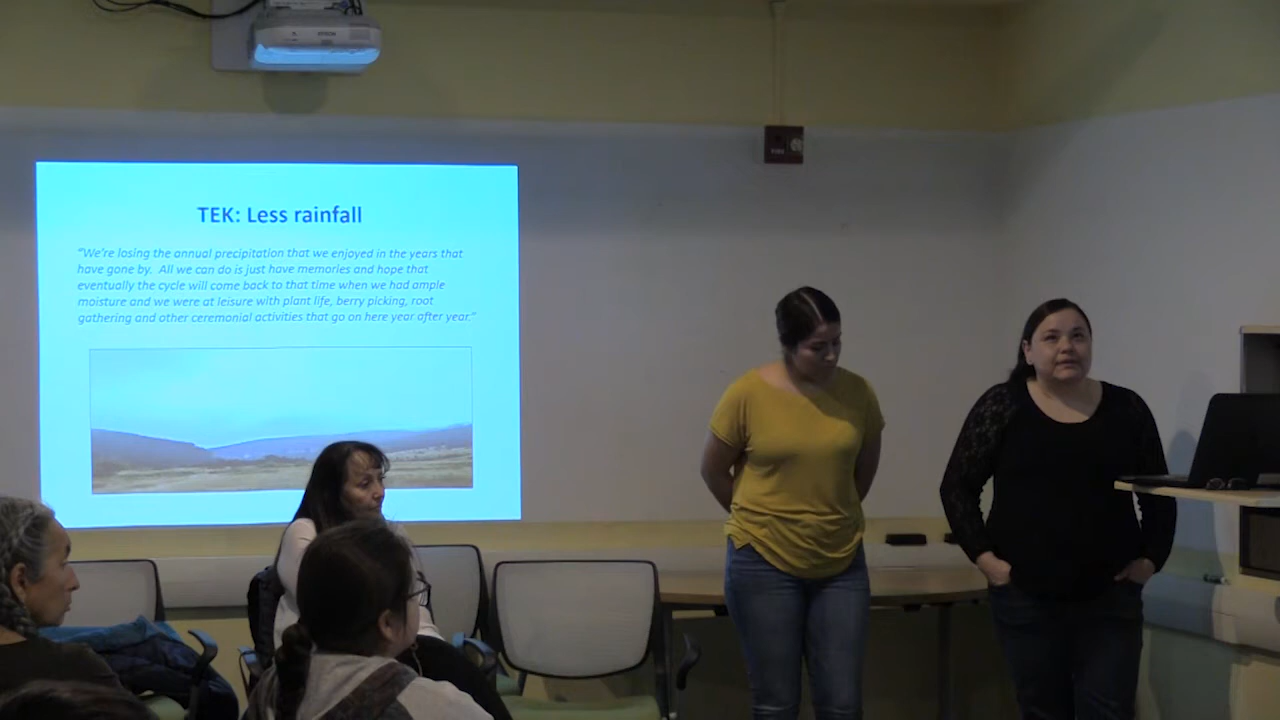 EPSON
TEK: Less rainfall
"We're losing the annual precipitation that we enjoyed in the years that
have gone by.  All we can do is just have memories and hope that
eventually the cycle will come back to that time when we had ample
moisture and we were at leisure with plant life, berry picking, root
gathering and other ceremonial activities that go on here year after year."
FIRE